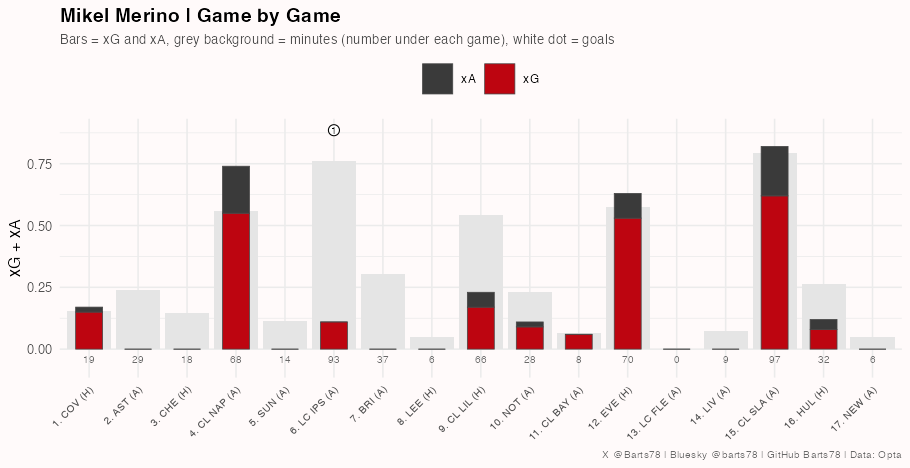 Mikel Merino | Game by Game
Bars = xG and xA, grey background = minutes (number under each game), white dot = goals
xA xG
1
xG + xA
0.75
0.50
0.25
0.00
19 29 18 68 14 93 37 6 66 28 8 70 0 9 97 32 6
1. COV (H)
2. AST (A)
3. CHE (H)
4. CL NAP (A)
5. SUN (A)
6. LC IPS (A)
7. BRI (A)
8. LEE (H)
9. CL LIL (H)
10. NOT (A)
11. CL BAY (A)
12. EVE (H)
13. LC FLE (A)
14. LIV (A)
15. CL SLA (A)
16. HUL (H)
17. NEW (A)
X @Barts78 | Bluesky @barts78 | GitHub Barts78 | Data: Opta